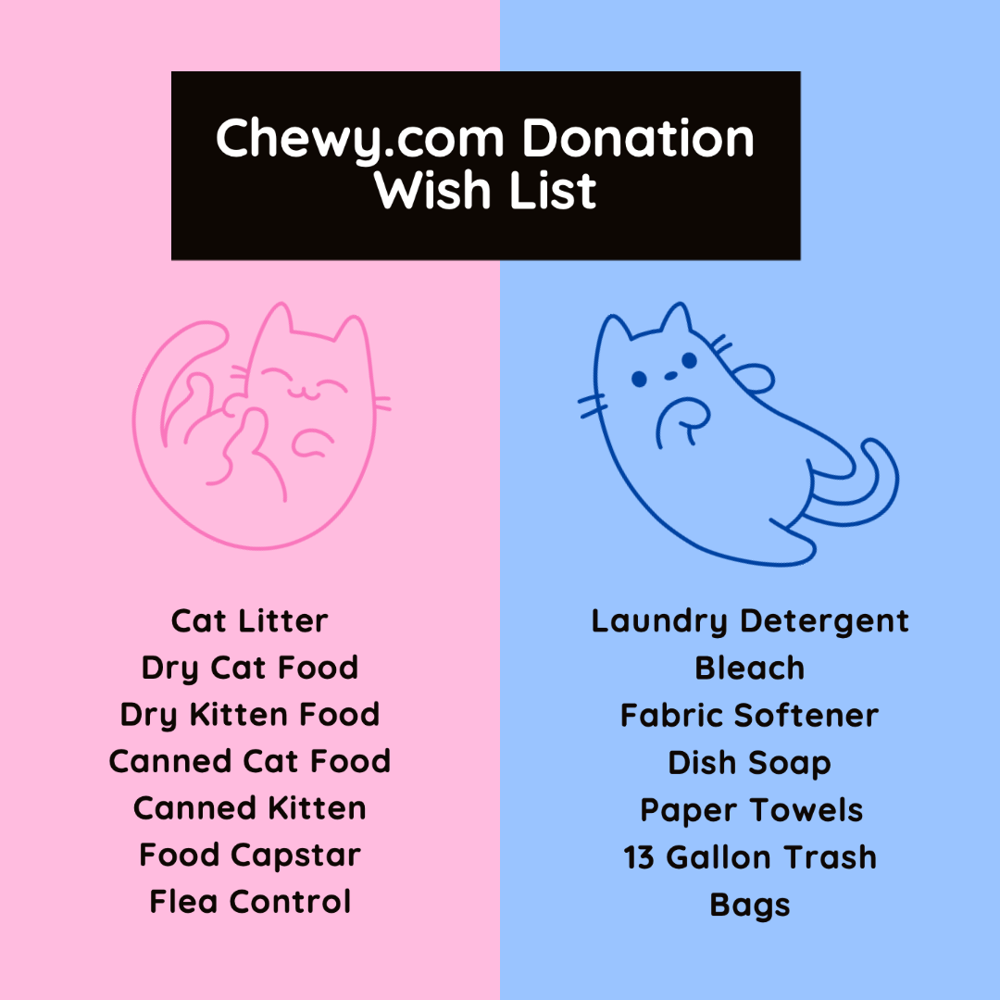 Chewy.com Donation
Wish List
Cat Litter
Dry Cat Food
Dry Kitten Food
Canned Cat Food
Canned Kitten
Food Capstar
Flea Control
Laundry Detergent
Bleach
Fabric Softener
Dish Soap
Paper Towels
13 Gallon Trash
Bags